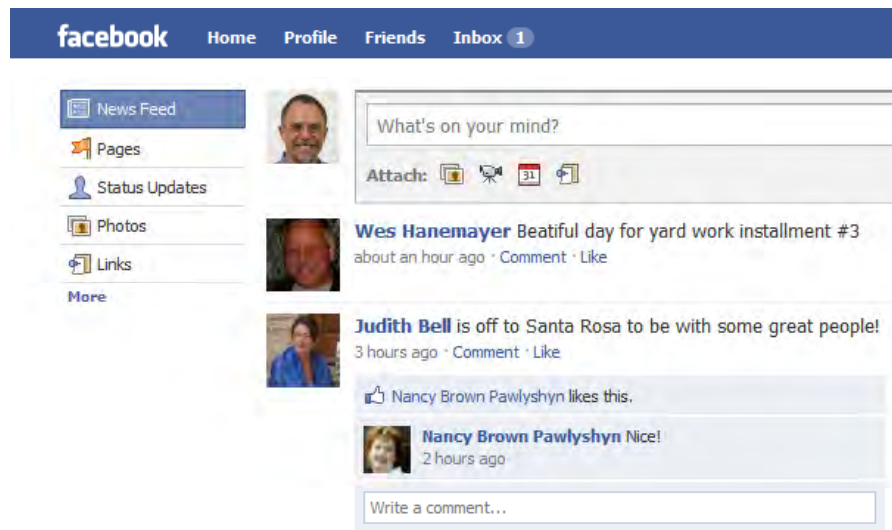 facebook Home Profile Friends Inbox 1
News Feed
Pages
Status Updates
Photos
Links
More
What's on your mind?
Attach: 31
Wes Hanemayer Beatiful day for yard work installment #3
about an hour ago · Comment · Like
Judith Bell is off to Santa Rosa to be with some great people!
3 hours ago · Comment · Like
Nancy Brown Pawlyshyn likes this.
Nancy Brown Pawlyshyn Nice!
2 hours ago
Write a comment...